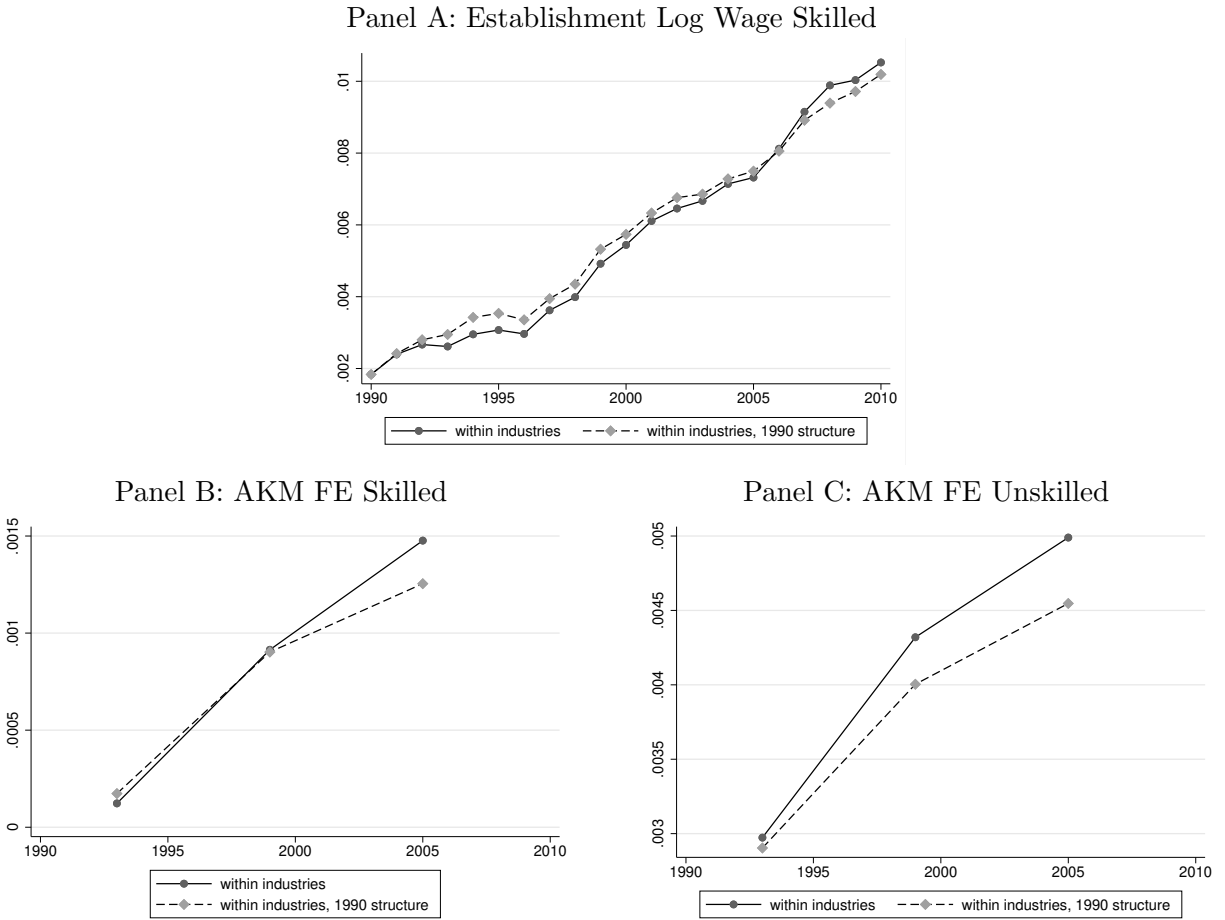 Panel A: Establishment Log Wage Skilled
.01
.008
.006
.004
.002
1990 1995 2000 2005 2010
within industries within industries, 1990 structure
Panel B: AKM FE Skilled
.0015
.001
.0005
0
1990 1995 2000 2005 2010
within industries
within industries, 1990 structure
Panel C: AKM FE Unskilled
.005
.0045
.004
.0035
.003
1990 1995 2000 2005 2010
within industries within industries, 1990 structure